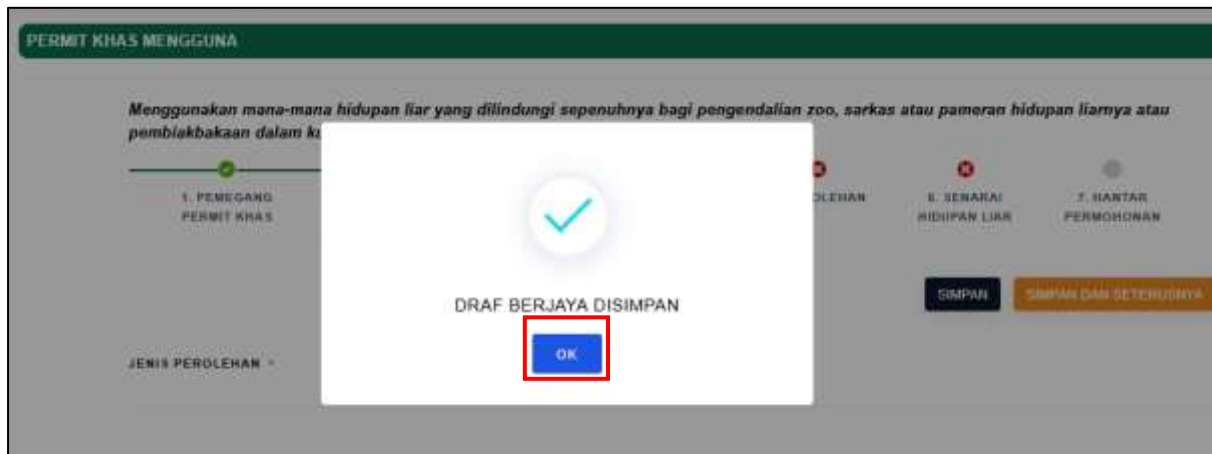 PERMIT KHAS MENGGUNA
Menggunakan mana-mana hidupan liar yang dilindungi sepenuhnya bagi pengendalian zoo, sarkas atau pameran hidupan liarnya atau
pembiakbakaan dalam
1. PEMEGANG
PERMIT KHAS
OLEHAN
6. SENARAI
HIDUPAN LIAR
7. HANTAR
PERMOHONAN
SIMPAN
SIMPAN DAN SETERUSNYA
DRAF BERJAYA DISIMPAN
OK
JENIS PEROLEHAN